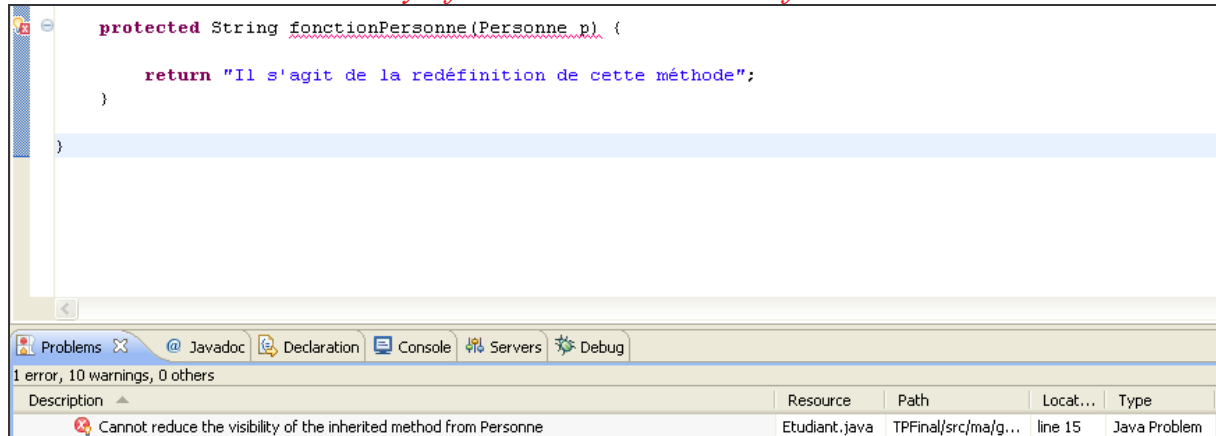 protected String fonctionPersonne(Personne p) {
return "Il s'agit de la redéfinition de cette méthode";
}
}
Problems @ Javadoc Declaration Console Servers Debug
1 error, 10 warnings, 0 others
Description Resource Path Locat... Type
Cannot reduce the visibility of the inherited method from Personne Etudiant.java TPFinal/src/ma/g... line 15 Java Problem